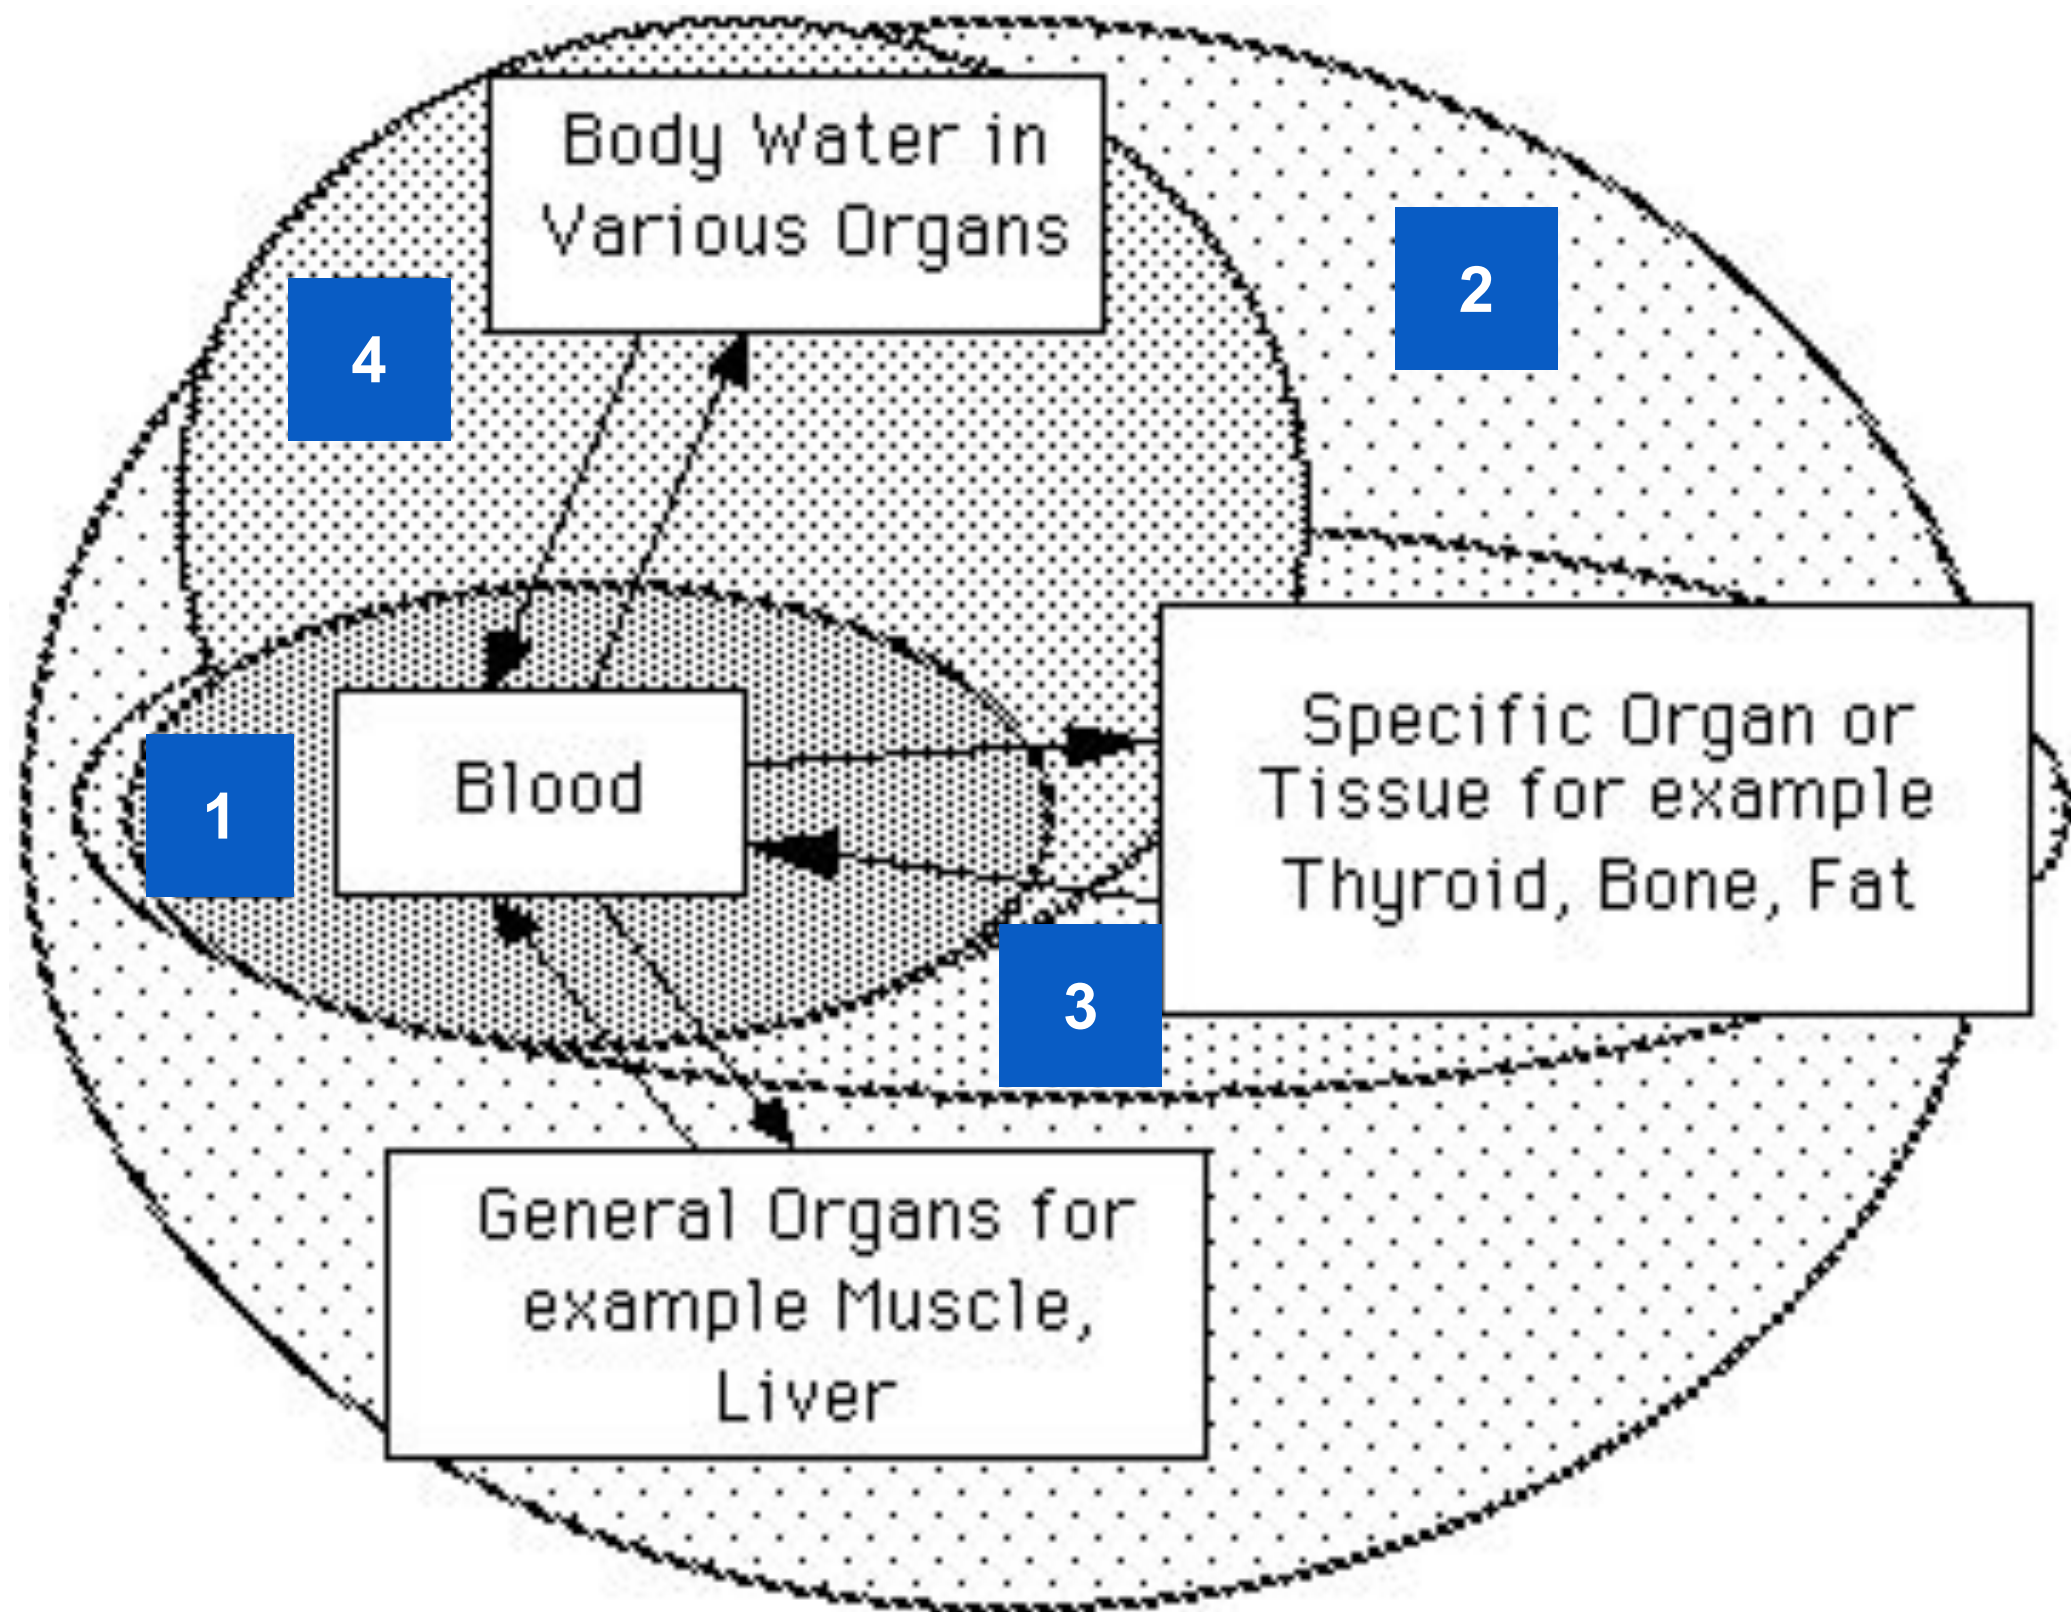 Body Water in
Various Organs
2
4
Specific Organ or
Tissue for example
Thyroid, Bone, Fat
Blood
1
3
General Organs for
example Muscle,
Liver